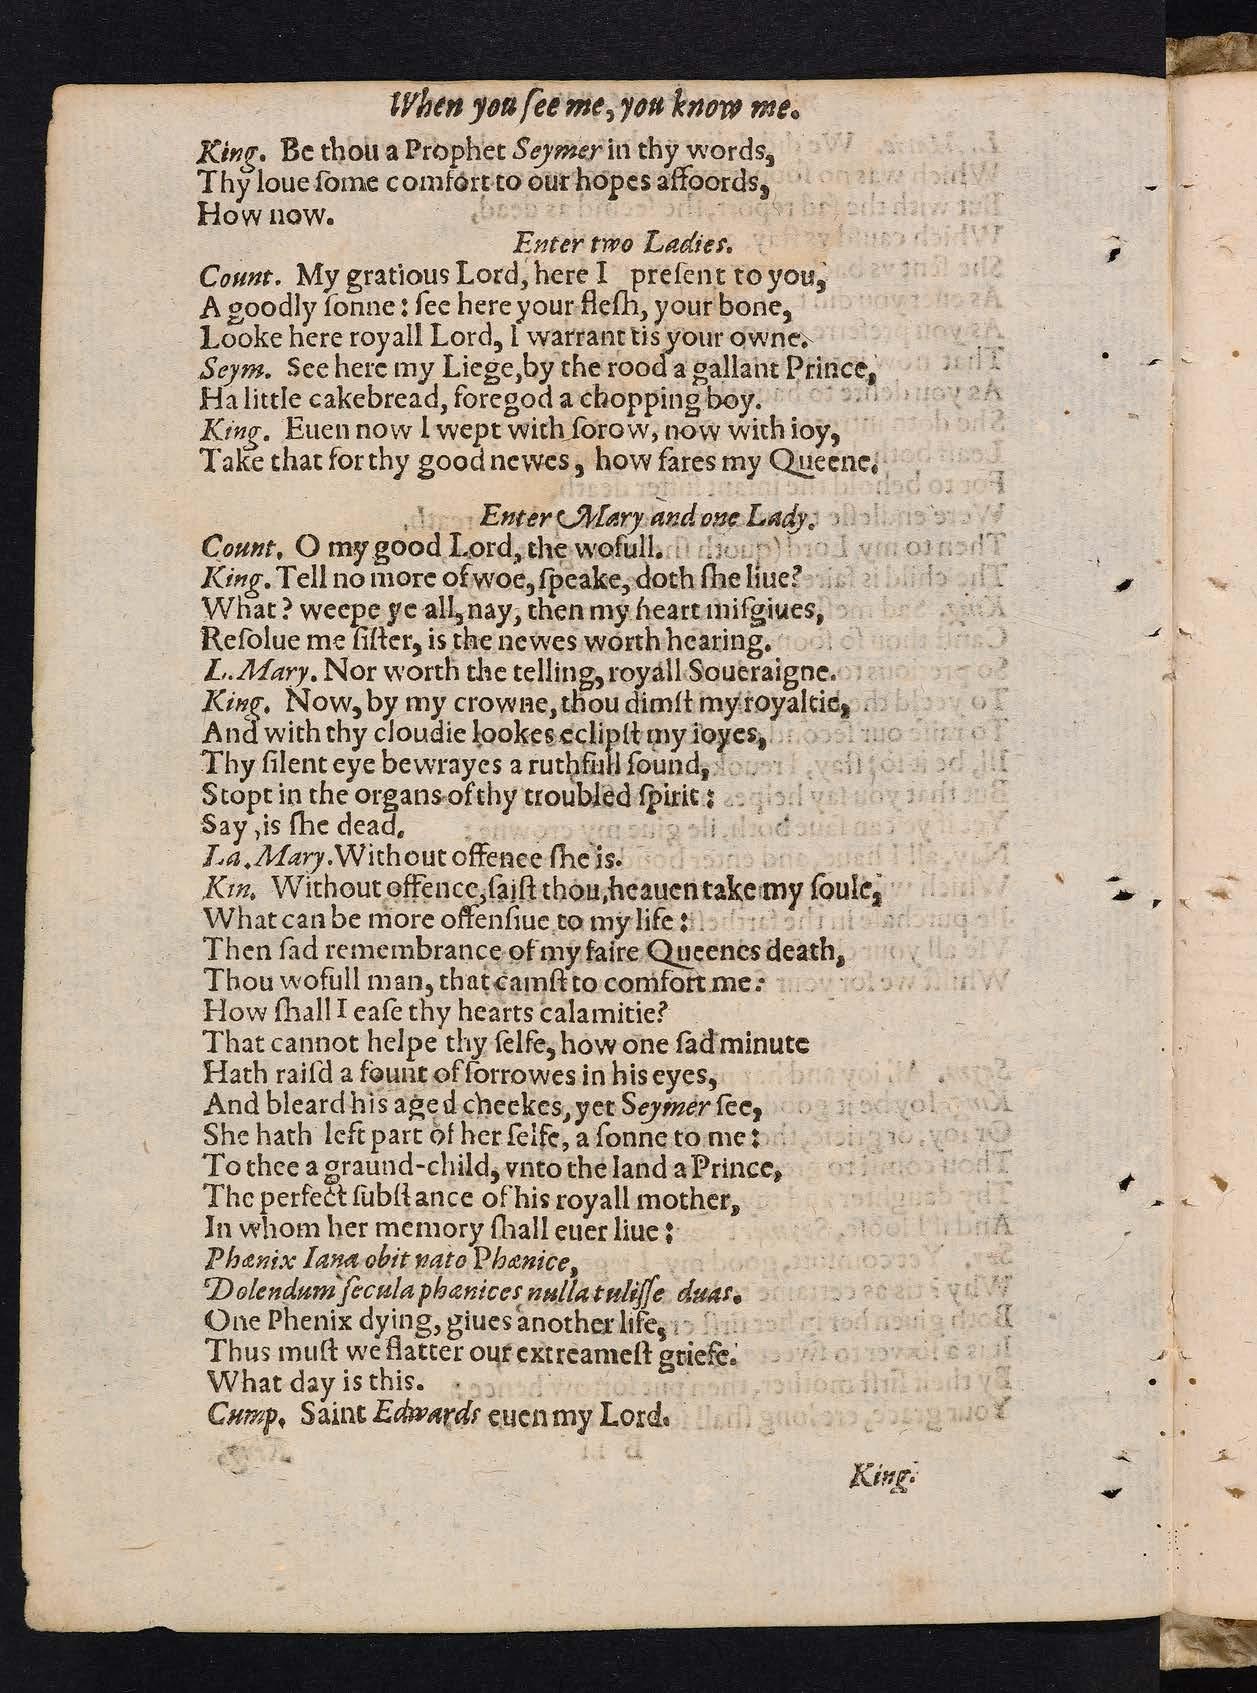 When you ſee me, you know me.
King. Be thou a Prophet Seymer in thy words,
Thy loue ſome comfort to our hopes affoords,
How now.
Enter two Ladies.
Count. My gratious Lord, here I preſent to you,
A goodly ſonne: ſee here your fleſh, your bone,
Looke here royall Lord, I warrant tis your owne.
Seym. See here my Liege, by the rood a gallant Prince,
Ha little cakebread, foregod a chopping boy.
King. Euen now I wept with ſorow, now with ioy,
Take that for thy good newes, how fares my Queene.
Enter Mary and one Lady.
Count. O my good Lord, the wofull.
King. Tell no more of woe, ſpeake, doth ſhe liue?
What? weepe ye all, nay, then my heart miſgiues,
Reſolue me ſiſter, is the newes worth hearing.
L. Mary. Nor worth the telling, royall Soueraigne.
King. Now, by my crowne, thou dimſt my royaltie,
And with thy cloudie lookes eclipſt my ioyes,
Thy ſilent eye bewrayes a ruthfull ſound,
Stopt in the organs of thy troubled ſpirit:
Say, is ſhe dead.
La. Mary. Without offence ſhe is.
Kin. Without offence, ſaiſt thou, heauen take my ſoule,
What can be more offenſiue to my life:
Then ſad remembrance of my faire Queenes death,
Thou wofull man, that camſt to comfort me:
How ſhall I eaſe thy hearts calamitie?
That cannot helpe thy ſelfe, how one ſad minute
Hath raiſd a fount of ſorrowes in his eyes,
And bleard his aged cheekes, yet Seymer ſee,
She hath left part of her ſelfe, a ſonne to me:
To thee a graund-child, vnto the land a Prince,
The perfect ſubſtance of his royall mother,
In whom her memory ſhall euer liue:
Phœnix Iana obit nato Phœnice,
Dolendum ſecula phœnices nulla tuliſſe duas.
One Phenix dying, giues another life,
Thus muſt we flatter our extreameſt griefe.
What day is this.
Cump. Saint Edwards euen my Lord.
King.